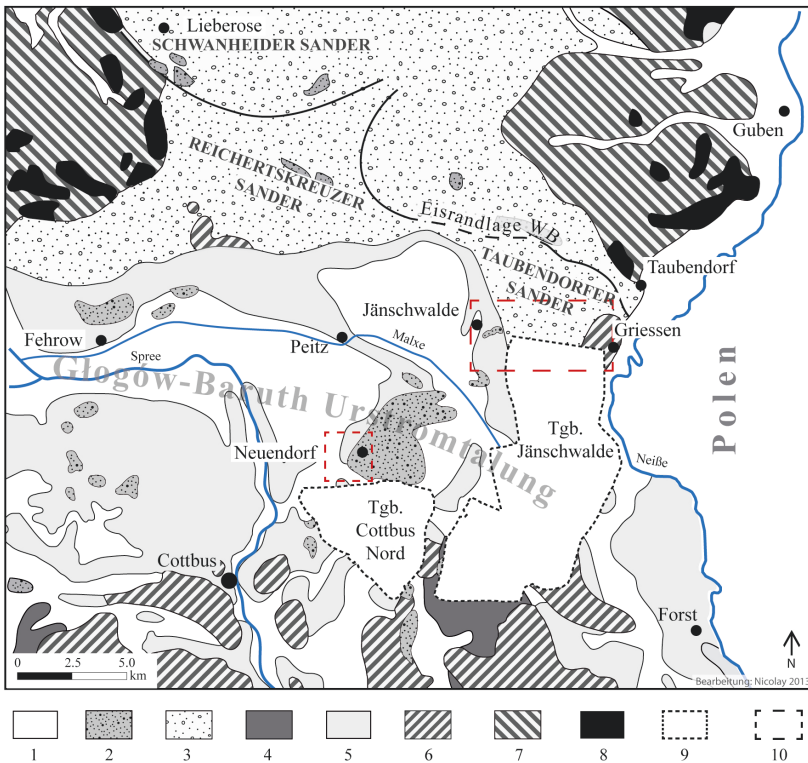 Lieberose
SCHWANHEIDER SANDER
Guben
REICHERTSKREUZER
SANDER
Eisrandlage WB
Taubendorf
TAUBENDORFER
SANDER
Jänschwalde
Fehrow
Peitz
Malxe
Griessen
Spree
Głogów-Baruth Urstromtalung
Polen
Neuendorf
Tgb.
Jänschwalde
Neiße
Tgb.
Cottbus
Nord
Cottbus
Forst
0 2.5 5.0
km
N
Bearbeitung: Nicolay 2013
1 2 3 4 5 6 7 8 9 10